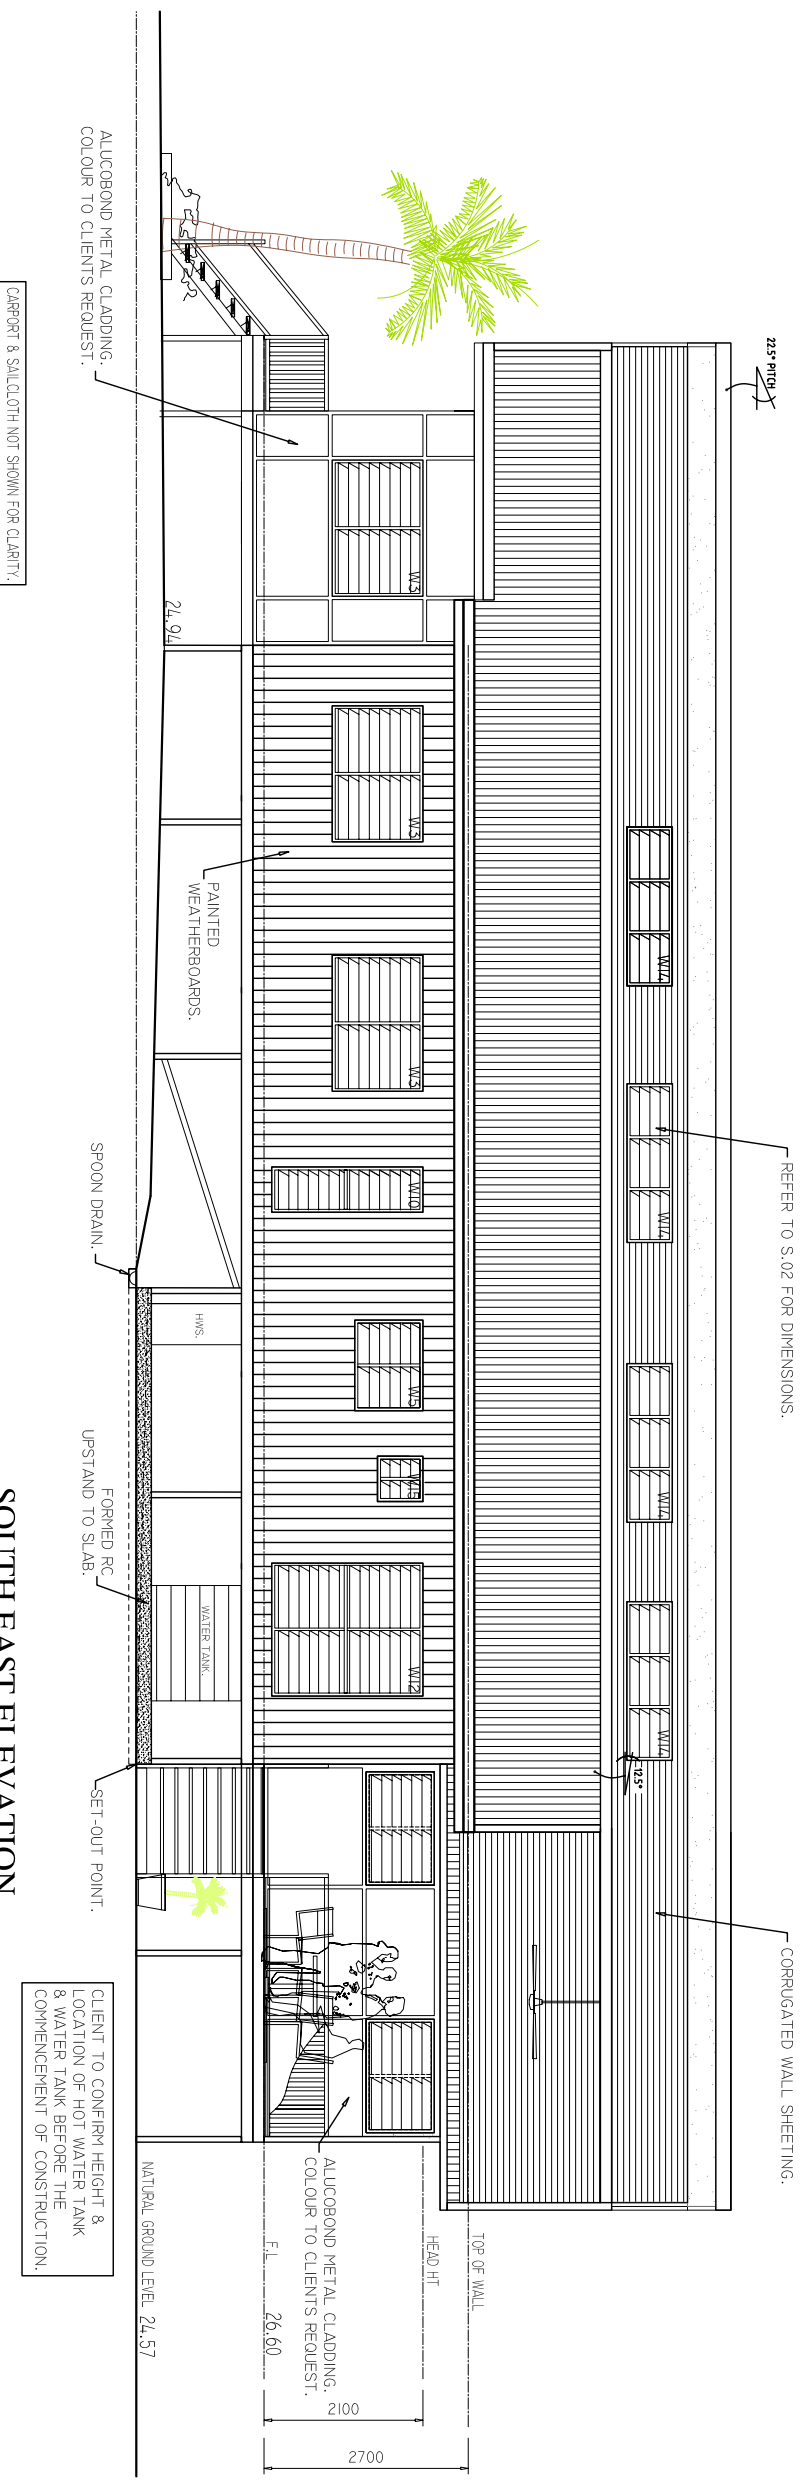 22.5° PITCH
REFER TO S.02 FOR DIMENSIONS.
CORRUGATED WALL SHEETING.
W14
W14
W14
W14
12.5°
TOP OF WALL
HEAD HT
W3
W3
W3
W10
W5
W15
W12
F.L 26.60
2100
2700
ALUCOBOND METAL CLADDING.
COLOUR TO CLIENTS REQUEST.
24.94
PAINTED
WEATHERBOARDS.
HWS.
WATER TANK.
ALUCOBOND METAL CLADDING.
COLOUR TO CLIENTS REQUEST.
SPOON DRAIN.
FORMED RC
UPSTAND TO SLAB.
SET-OUT POINT.
NATURAL GROUND LEVEL 24.57
CLIENT TO CONFIRM HEIGHT &
LOCATION OF HOT WATER TANK
& WATER TANK BEFORE THE
COMMENCEMENT OF CONSTRUCTION.
CARPORT & SAILCLOTH NOT SHOWN FOR CLARITY.
SOUTH EAST ELEVATION